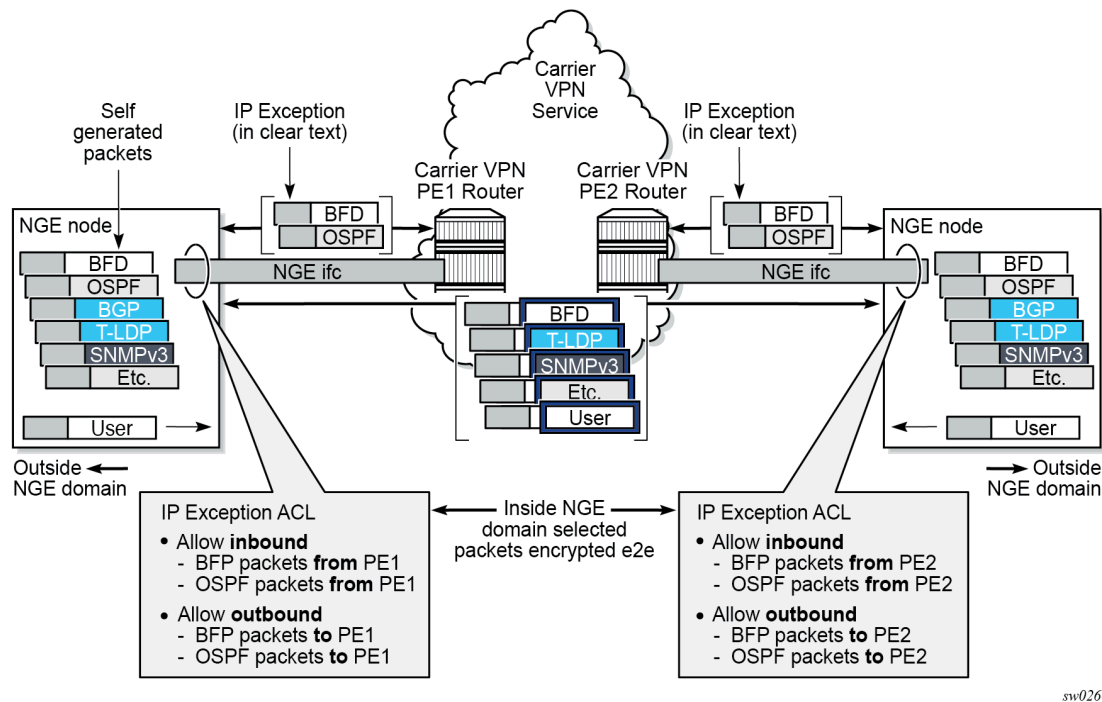 Carrier
VPN
Service
Self
generated
packets
IP Exception
(in clear text)
IP Exception
(in clear text)
Carrier VPN
PE1 Router
Carrier VPN
PE2 Router
NGE node
BFD
OSPF
BFD
OSPF
NGE node
BFD
OSPF
BGP
T-LDP
SNMPv3
Etc.
User
NGE ifc
NGE ifc
BFD
T-LDP
SNMPv3
Etc.
User
BFD
OSPF
BGP
T-LDP
SNMPv3
Etc.
User
Outside
NGE domain
Outside
NGE domain
IP Exception ACL
• Allow inbound
- BFP packets from PE1
- OSPF packets from PE1
• Allow outbound
- BFP packets to PE1
- OSPF packets to PE1
Inside NGE
domain selected
packets encrypted e2e
IP Exception ACL
• Allow inbound
- BFP packets from PE2
- OSPF packets from PE2
• Allow outbound
- BFP packets to PE2
- OSPF packets to PE2
sw026